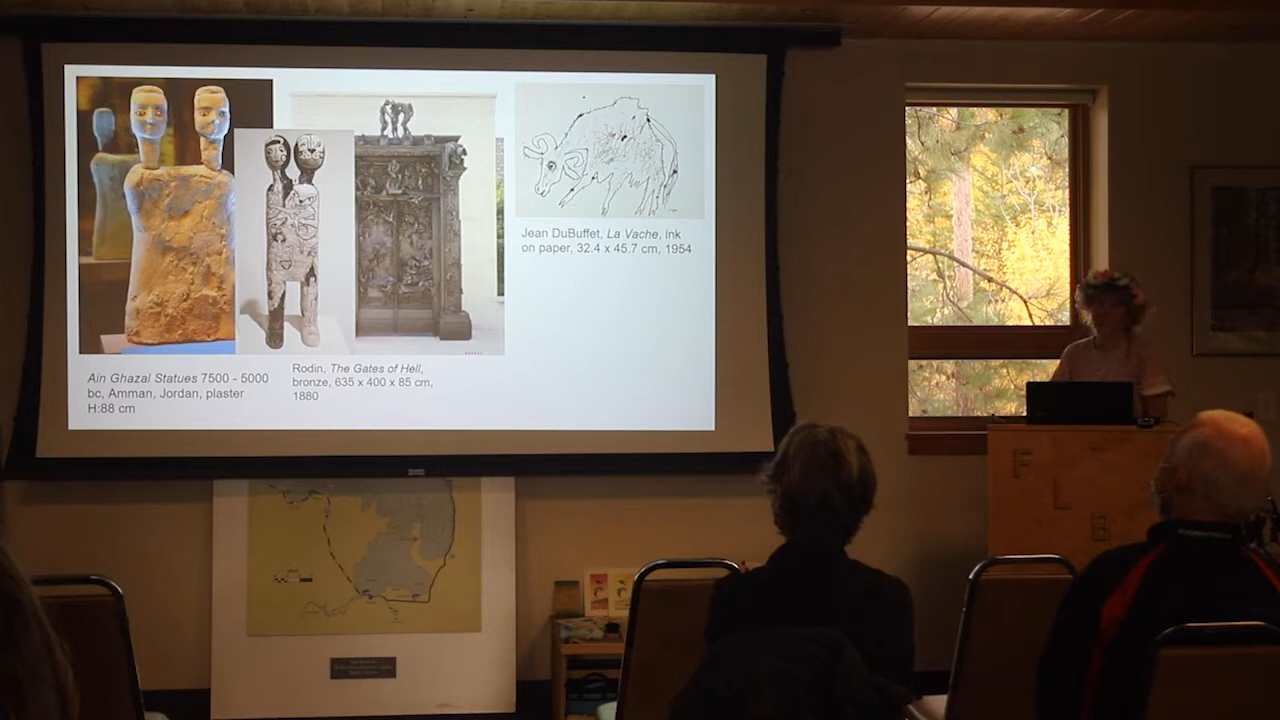 Ain Ghazal Statues 7500 - 5000
bc, Amman, Jordan, plaster
H:88 cm
Rodin, The Gates of Hell,
bronze, 635 x 400 x 85 cm,
1880
Jean DuBuffet, La Vache, ink
on paper, 32.4 x 45.7 cm, 1954
F
L
B